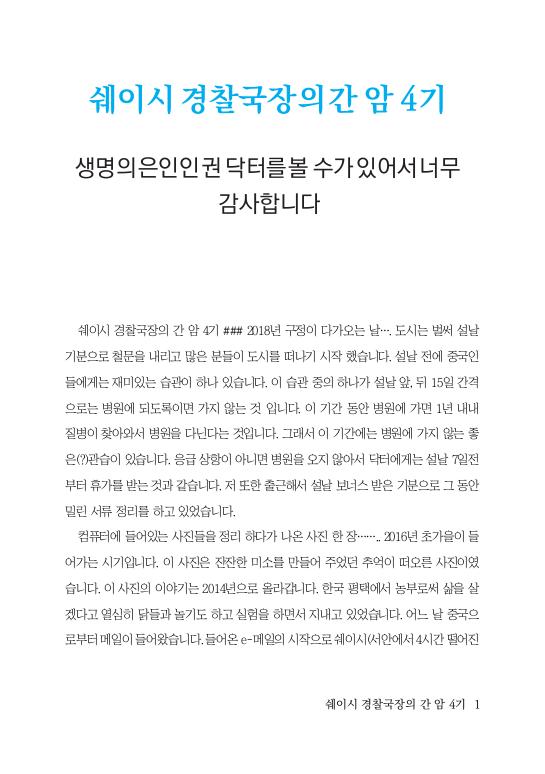 쉐이시 경찰국장의 간 암 4기
생명의 은인인 권 닥터를 볼 수가 있어서 너무
감사합니다
쉐이시 경찰국장의 간 암 4기 ### 2018년 구정이 다가오는 날…. 도시는 벌써 설날
기분으로 철문을 내리고 많은 분들이 도시를 떠나기 시작 했습니다. 설날 전에 중국인
들에게는 재미있는 습관이 하나 있습니다. 이 습관 중의 하나가 설날 앞, 뒤 15일 간격
으로는 병원에 되도록이면 가지 않는 것 입니다. 이 기간 동안 병원에 가면 1년 내내
질병이 찾아와서 병원을 다닌다는 것입니다. 그래서 이 기간에는 병원에 가지 않는 좋
은(?)관습이 있습니다. 응급 상항이 아니면 병원을 오지 않아서 닥터에게는 설날 7일전
부터 휴가를 받는 것과 같습니다. 저 또한 출근해서 설날 보너스 받은 기분으로 그 동안
밀린 서류 정리를 하고 있었습니다.
컴퓨터에 들어있는 사진들을 정리 하다가 나온 사진 한 장…….. 2016년 초가을이 들
어가는 시기입니다. 이 사진은 잔잔한 미소를 만들어 주었던 추억이 떠오른 사진이였
습니다. 이 사진의 이야기는 2014년으로 올라갑니다. 한국 평택에서 농부로써 삶을 살
겠다고 열심히 닭들과 놀기도 하고 실험을 하면서 지내고 있었습니다. 어느 날 중국으
로부터 메일이 들어왔습니다. 들어온 e-메일의 시작으로 쉐이시(서안에서 4시간 떨어진
쉐이시 경찰국장의 간 암 4기 1